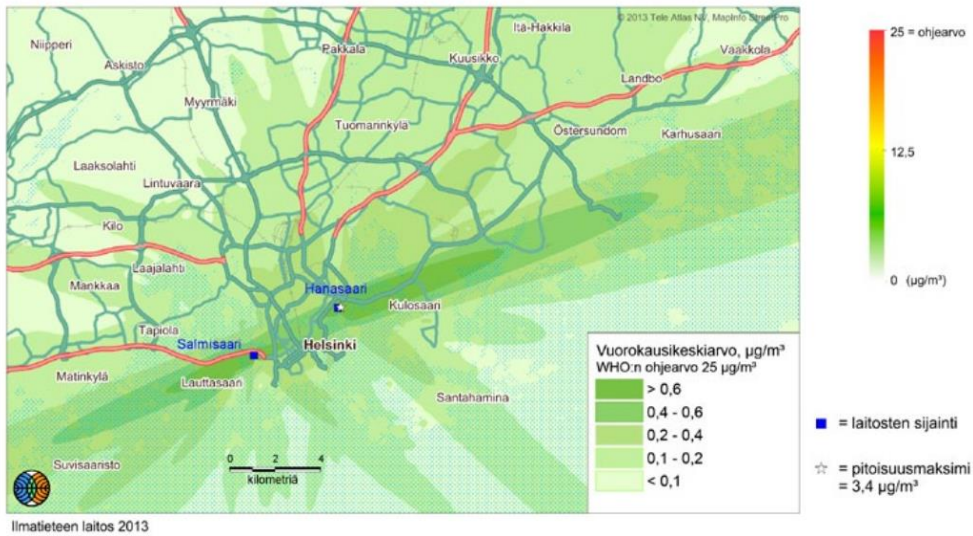 © 2013 Tele Atlas NV, MapInfo StreetPro
Itä-Hakkila
Niipperi
Pakkala
Vaakkola
Askisto
Kuusikko
Landbo
Myyrmäki
Tuomarinkylä
Östersundom
Karhusaari
Laaksolahti
Lintuvaara
Kilo
Laajalahti
Mankkaa
Hanasaari
Kulosaari
Tapiola
Salmisaari
Helsinki
Matinkylä
Lauttasaari
Santahamina
Suvisaaristo
0 2 4
kilometriä
Vuorokausikeskiarvo, µg/m³
WHO:n ohjearvo 25 µg/m³
> 0,6
0,4 - 0,6
0,2 - 0,4
0,1 - 0,2
< 0,1
25 = ohjearvo
12.5
0 (µg/m³)
= laitosten sijainti
= pitoisuusmaksimi
= 3,4 µg/m³
Ilmatieteen laitos 2013